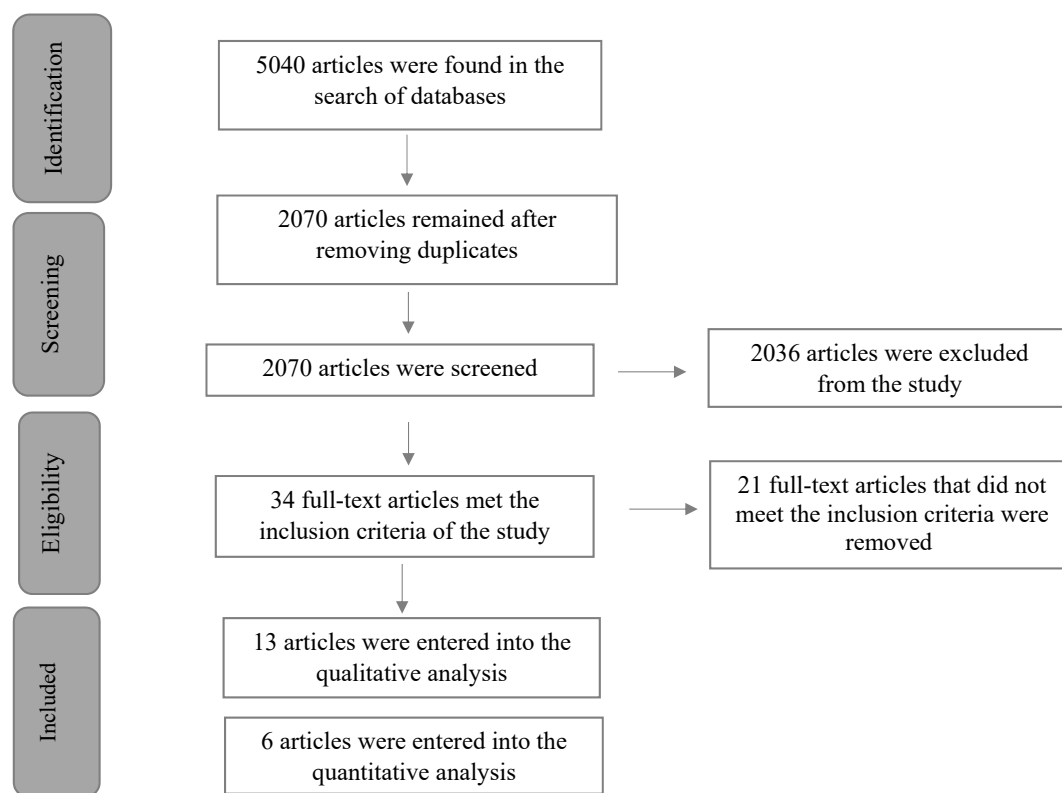 Identification
5040 articles were found in the
search of databases
2070 articles remained after
removing duplicates
Screening
2070 articles were screened
2036 articles were excluded
from the study
Eligibility
34 full-text articles met the
inclusion criteria of the study
21 full-text articles that did not
meet the inclusion criteria were
removed
Included
13 articles were entered into the
qualitative analysis
6 articles were entered into the
quantitative analysis